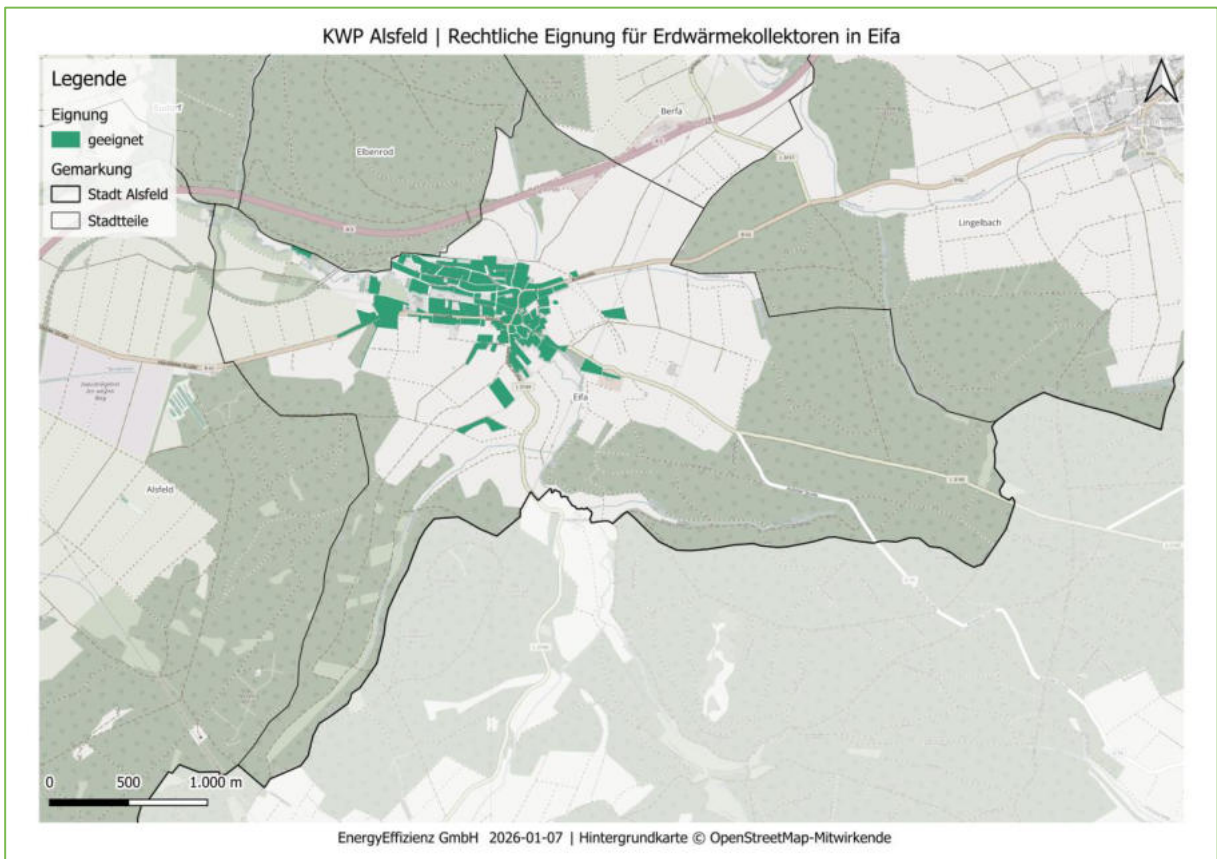 KWP Alsfeld | Rechtliche Eignung für Erdwärmekollektoren in Eifa
Legende
Eignung
geeignet
Gemarkung
Stadt Alsfeld
Stadtteile
Berfa
Elbenrod
Lingelbach
Eifa
Alsfeld
0 500 1.000 m
EnergyEffizienz GmbH 2026-01-07 | Hintergrundkarte © OpenStreetMap-Mitwirkende